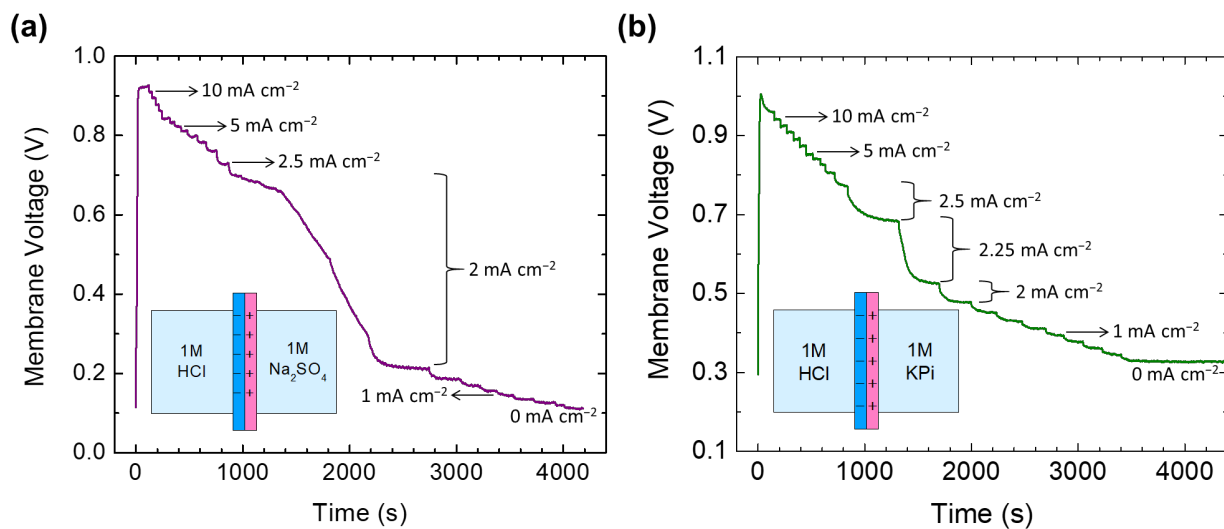 (a)
1.0
0.8
0.6
0.4
0.2
0.0
Membrane Voltage (V)
10 mA cm⁻²
5 mA cm⁻²
2.5 mA cm⁻²
2 mA cm⁻²
1 mA cm⁻²
0 mA cm⁻²
1M
HCl
1M
Na₂SO₄
− +
− +
− +
− +
− +
0 1000 2000 3000 4000
Time (s)
(b)
1.1
0.9
0.7
0.5
0.3
0.1
Membrane Voltage (V)
10 mA cm⁻²
5 mA cm⁻²
2.5 mA cm⁻²
2.25 mA cm⁻²
2 mA cm⁻²
1 mA cm⁻²
0 mA cm⁻²
1M
HCl
1M
KPi
− +
− +
− +
− +
− +
0 1000 2000 3000 4000
Time (s)